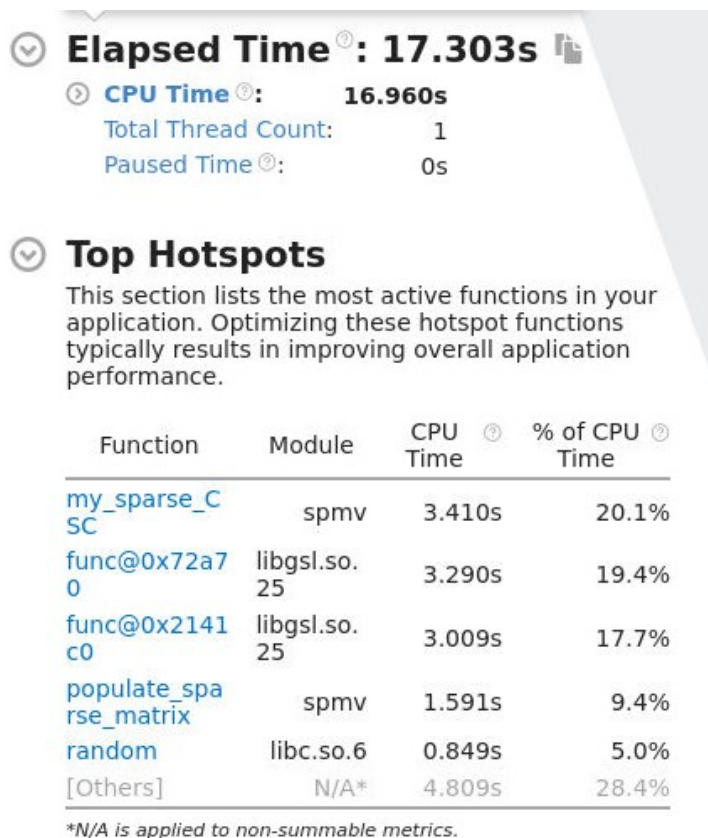 Elapsed Time ?: 17.303s
CPU Time ?: 16.960s
Total Thread Count: 1
Paused Time ?: 0s
Top Hotspots
This section lists the most active functions in your
application. Optimizing these hotspot functions
typically results in improving overall application
performance.
Function Module CPU ? % of CPU ?
Time Time
my_sparse_C
SC spmv 3.410s 20.1%
func@0x72a7
0 libgsl.so.
25 3.290s 19.4%
func@0x2141
c0 libgsl.so.
25 3.009s 17.7%
populate_spa
rse_matrix spmv 1.591s 9.4%
random libc.so.6 0.849s 5.0%
[Others] N/A* 4.809s 28.4%
*N/A is applied to non-summable metrics.